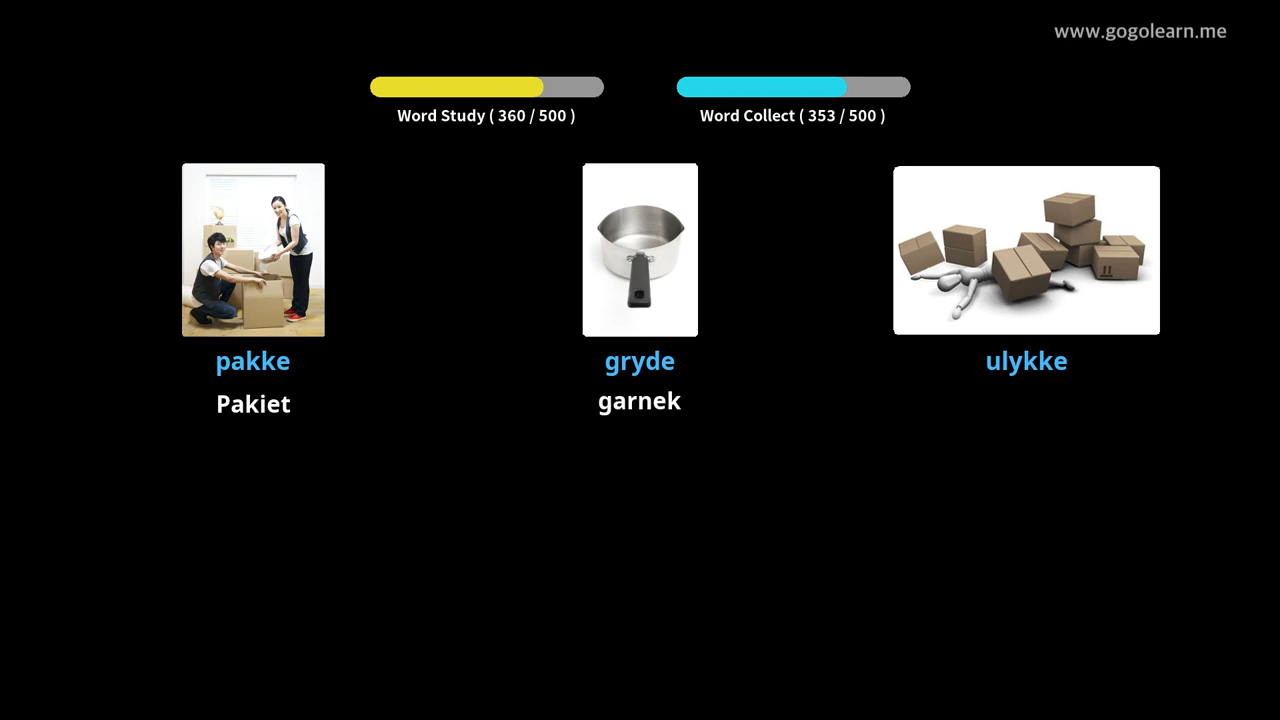 www.gogolearn.me
Word Study ( 360 / 500 )
Word Collect ( 353 / 500 )
pakke
gryde
ulykke
Pakiet
garnek